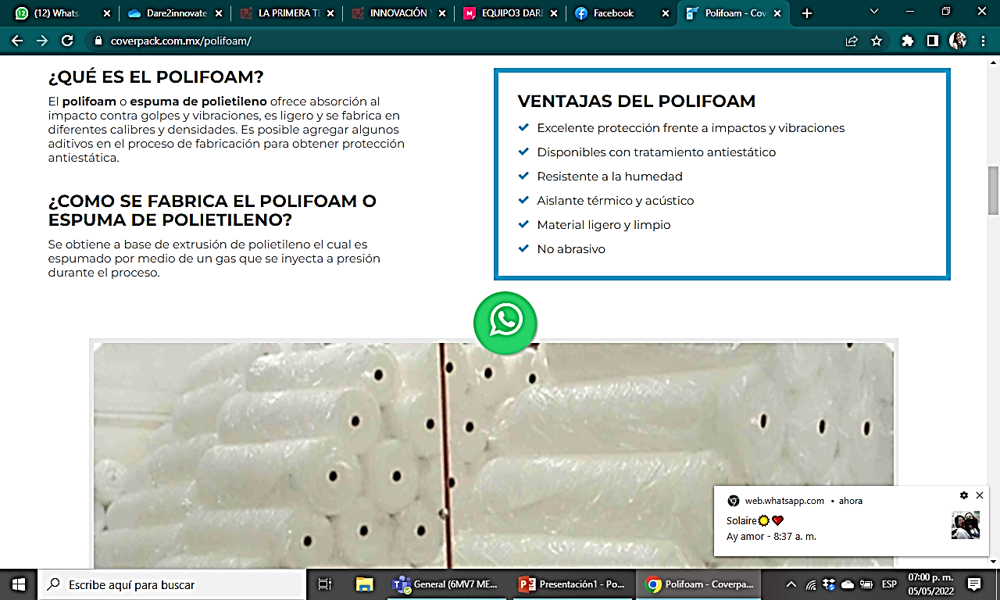 12
(12) Whats
Dare2innovate
LA PRIMERA TE
INNOVACIÓN Y
EQUIPO3 DARE
Facebook
Polifoam - Cov
coverpack.com.mx/polifoam/
¿QUÉ ES EL POLIFOAM?
El polifoam o espuma de polietileno ofrece absorción al
impacto contra golpes y vibraciones, es ligero y se fabrica en
diferentes calibres y densidades. Es posible agregar algunos
aditivos en el proceso de fabricación para obtener protección
antiestática.
¿COMO SE FABRICA EL POLIFOAM O
ESPUMA DE POLIETILENO?
Se obtiene a base de extrusión de polietileno el cual es
espumado por medio de un gas que se inyecta a presión
durante el proceso.
VENTAJAS DEL POLIFOAM
Excelente protección frente a impactos y vibraciones
Disponibles con tratamiento antiestático
Resistente a la humedad
Aislante térmico y acústico
Material ligero y limpio
No abrasivo
web.whatsapp.com • ahora
Solaire
Ay amor - 8:37 a. m.
Escribe aquí para buscar
General (6MV7 ME...
Presentación1 - Po...
Polifoam - Coverpa...
ESP
07:00 p. m.
05/05/2022